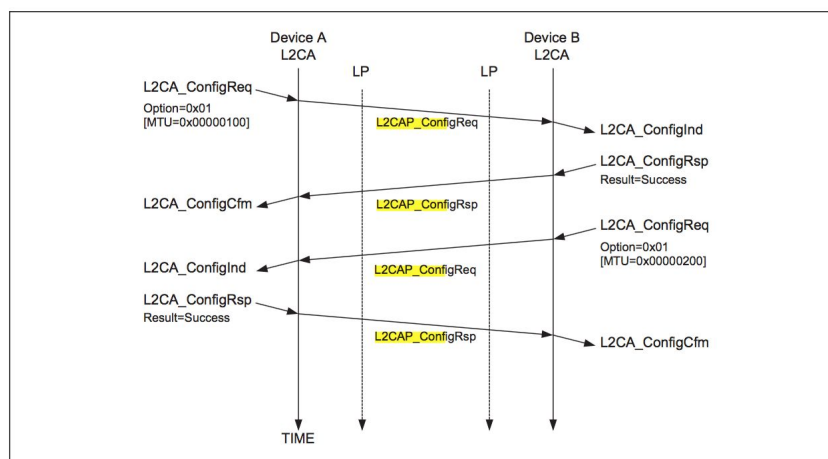 Device A
L2CA
Device B
L2CA
LP
LP
L2CA_ConfigReq
Option=0x01
[MTU=0x00000100]
L2CAP_ConfigReq
L2CA_ConfigInd
L2CA_ConfigRsp
Result=Success
L2CA_ConfigCfm
L2CAP_ConfigRsp
L2CA_ConfigReq
Option=0x01
[MTU=0x00000200]
L2CA_ConfigInd
L2CAP_ConfigReq
L2CA_ConfigRsp
Result=Success
L2CAP_ConfigRsp
L2CA_ConfigCfm
TIME